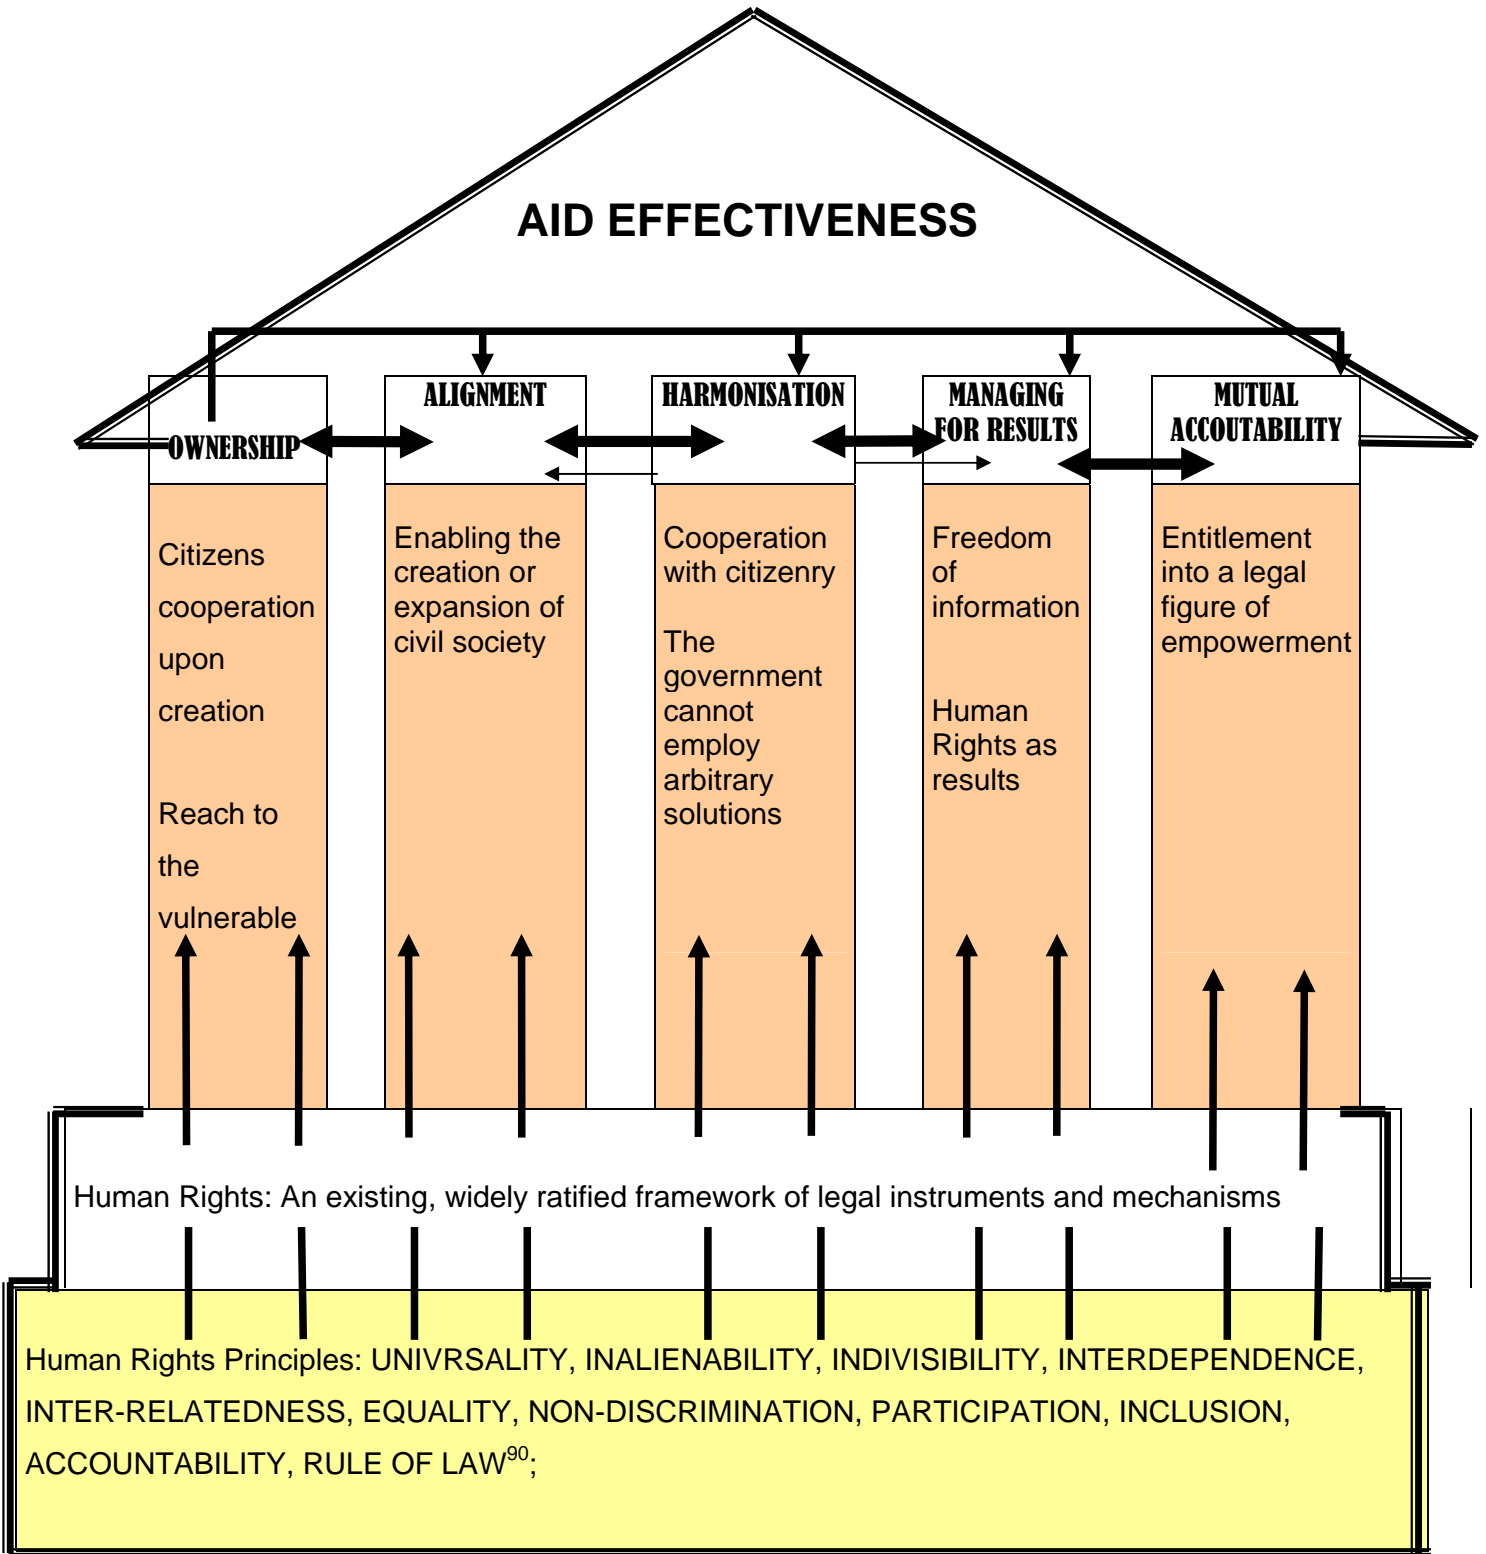 AID EFFECTIVENESS
OWNERSHIP
Citizens
cooperation
upon
creation
Reach to
the
vulnerable
ALIGNMENT
Enabling the
creation or
expansion of
civil society
HARMONISATION
Cooperation
with citizenry
The
government
cannot
employ
arbitrary
solutions
MANAGING
FOR RESULTS
Freedom
of
information
Human
Rights as
results
MUTUAL
ACCOUTABILITY
Entitlement
into a legal
figure of
empowerment
Human Rights: An existing, widely ratified framework of legal instruments and mechanisms
Human Rights Principles: UNIVRSALITY, INALIENABILITY, INDIVISIBILITY, INTERDEPENDENCE,
INTER-RELATEDNESS, EQUALITY, NON-DISCRIMINATION, PARTICIPATION, INCLUSION,
ACCOUNTABILITY, RULE OF LAW90;